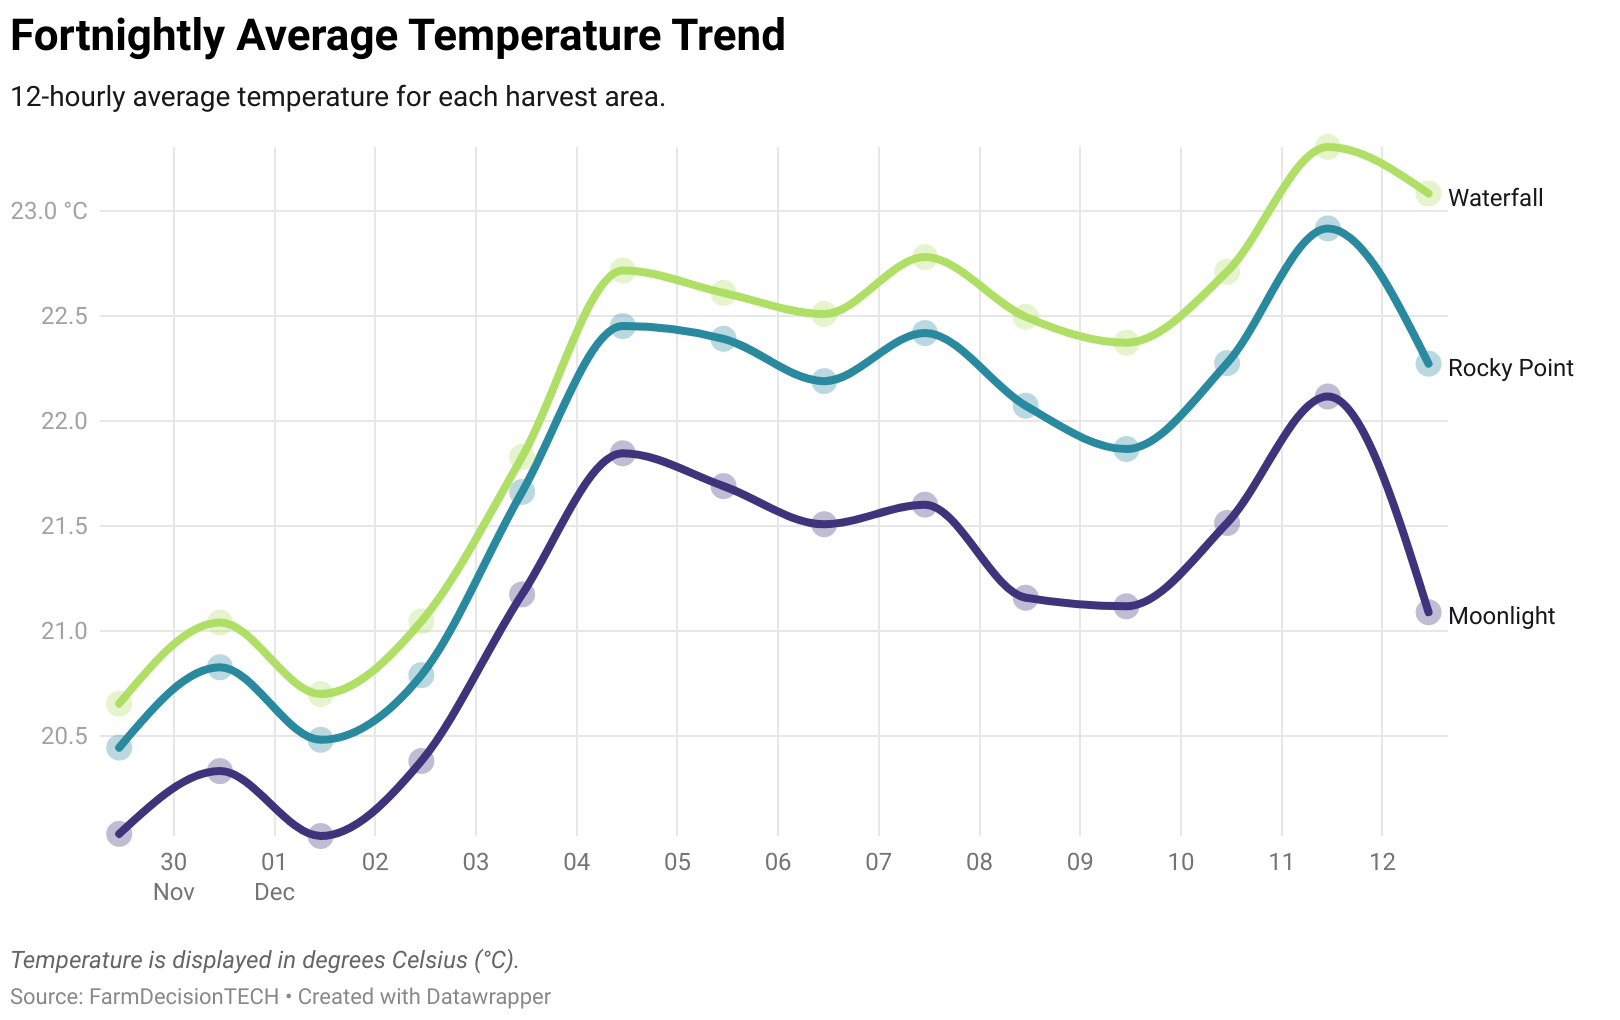 Fortnightly Average Temperature Trend
12-hourly average temperature for each harvest area.
23.0 °C
22.5
22.0
21.5
21.0
20.5
Waterfall
Rocky Point
Moonlight
30 01 02 03 04 05 06 07 08 09 10 11 12
Nov Dec
Temperature is displayed in degrees Celsius (°C).
Source: FarmDecisionTECH • Created with Datawrapper